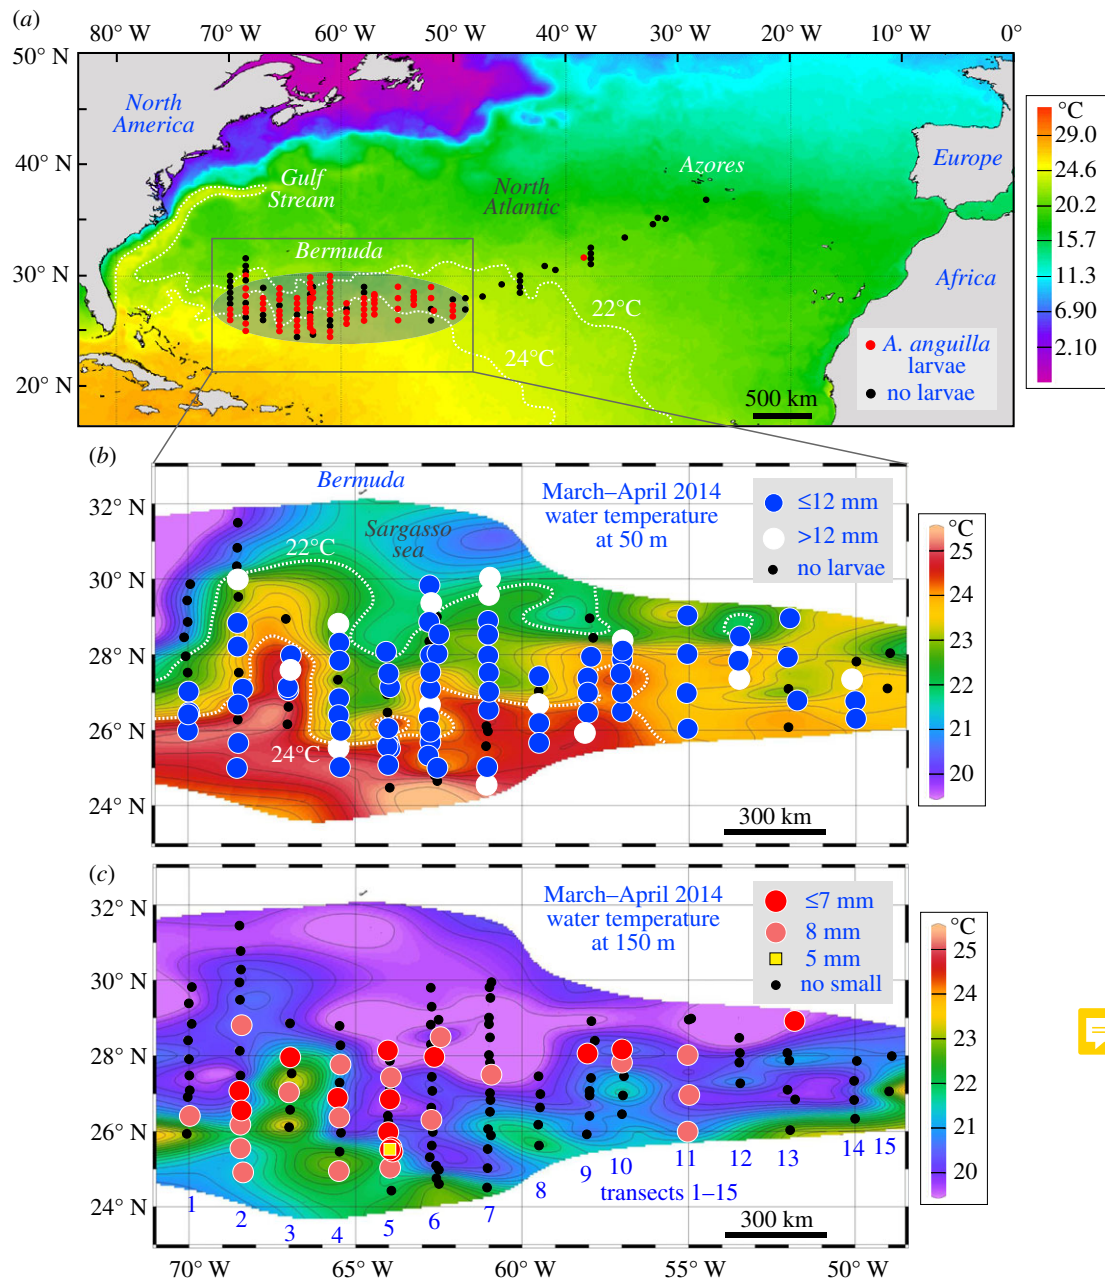 (a)
80° W 70° W 60° W 50° W 40° W 30° W 20° W 10° W 0°
50° N
40° N
30° N
20° N
North
America
Gulf
Stream
Bermuda
North
Atlantic
Azores
Europe
Africa
22°C
24°C
A. anguilla
larvae
no larvae
500 km
°C
29.0
24.6
20.2
15.7
11.3
6.90
2.10
(b)
32° N
30° N
28° N
26° N
24° N
Bermuda
Sargasso
sea
22°C
24°C
March–April 2014
water temperature
at 50 m
≤12 mm
>12 mm
no larvae
300 km
°C
25
24
23
22
21
20
(c)
32° N
30° N
28° N
26° N
24° N
March–April 2014
water temperature
at 150 m
≤7 mm
8 mm
5 mm
no small
1 2 3 4 5 6 7 8 9 10 11 12 13 14 15
transects 1–15
300 km
°C
25
24
23
22
21
20
70° W 65° W 60° W 55° W 50° W